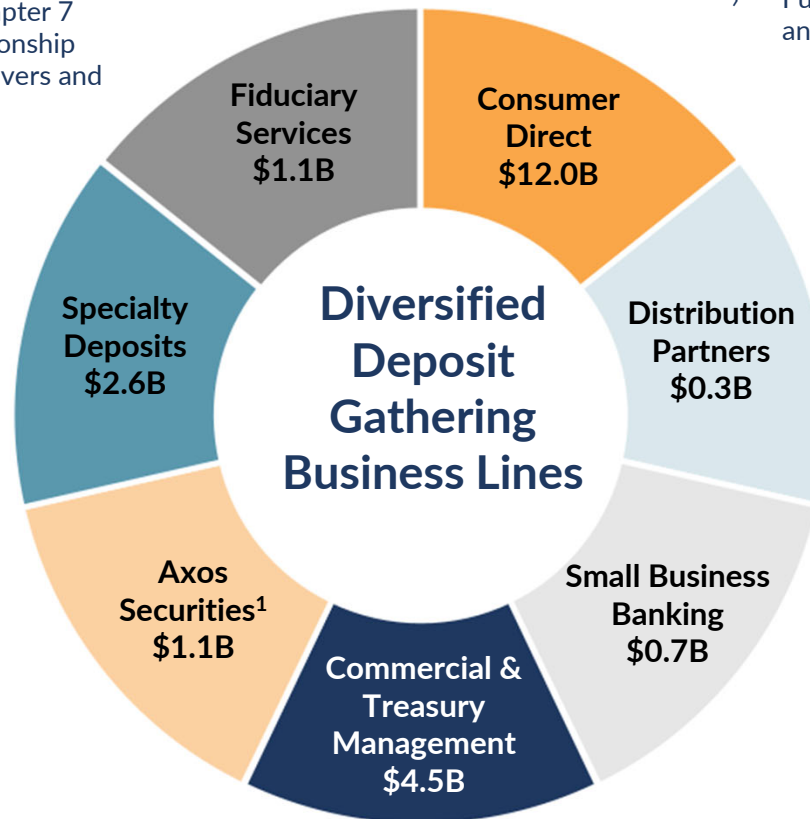 onship
vers and
an
Fiduciary
Services
$1.1B
Consumer
Direct
$12.0B
Specialty
Deposits
$2.6B
Diversified
Deposit
Gathering
Business Lines
Distribution
Partners
$0.3B
Axos
Securities¹
$1.1B
Small Business
Banking
$0.7B
Commercial &
Treasury
Management
$4.5B